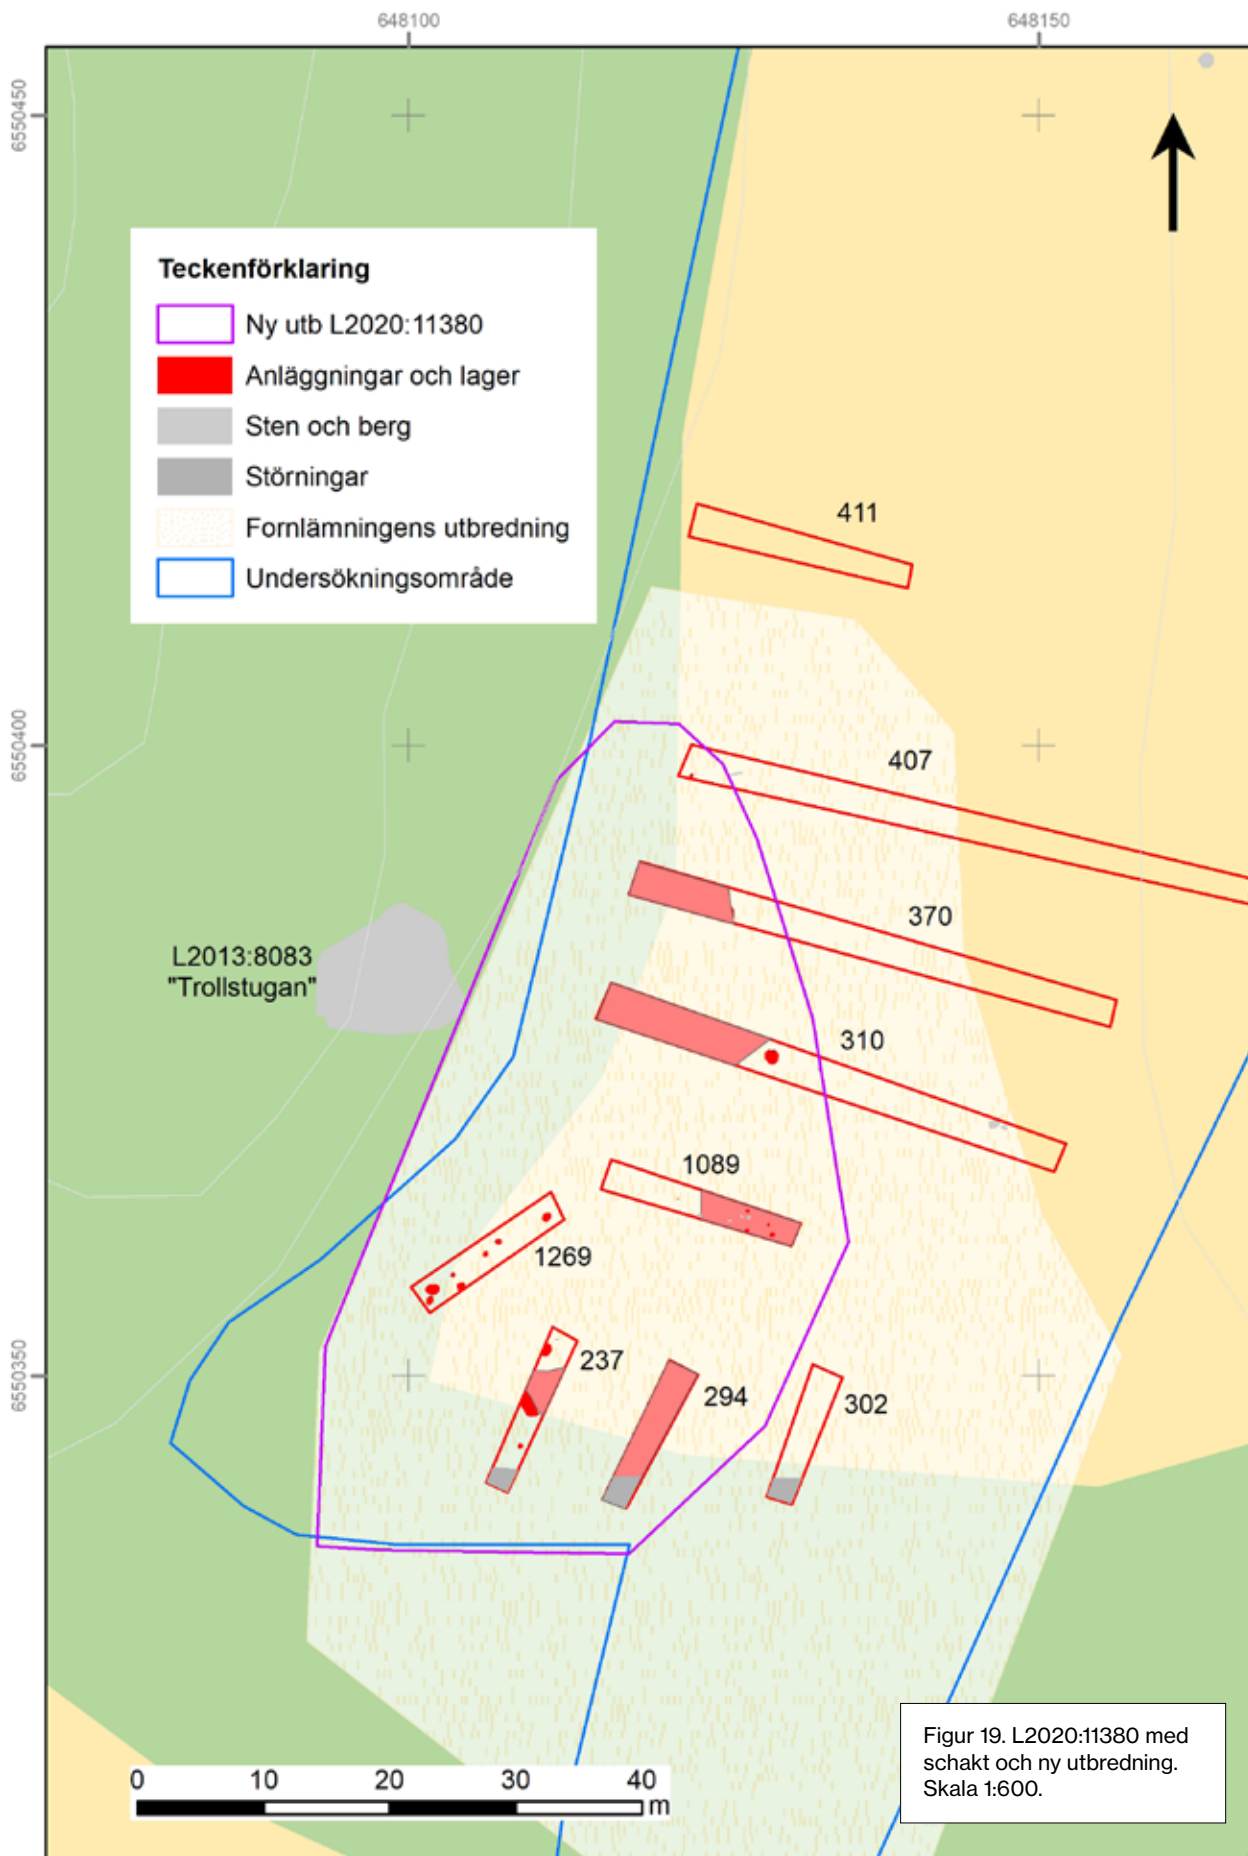 648100
648150
6550450
Teckenförklaring
Ny utb L2020:11380
Anläggningar och lager
Sten och berg
Störningar
Fornlämningens utbredning
Undersökningsområde
411
6550400
407
370
L2013:8083
"Trollstugan"
310
1089
1269
6550350
237
294
302
Figur 19. L2020:11380 med
schakt och ny utbredning.
Skala 1:600.
0 10 20 30 40
m